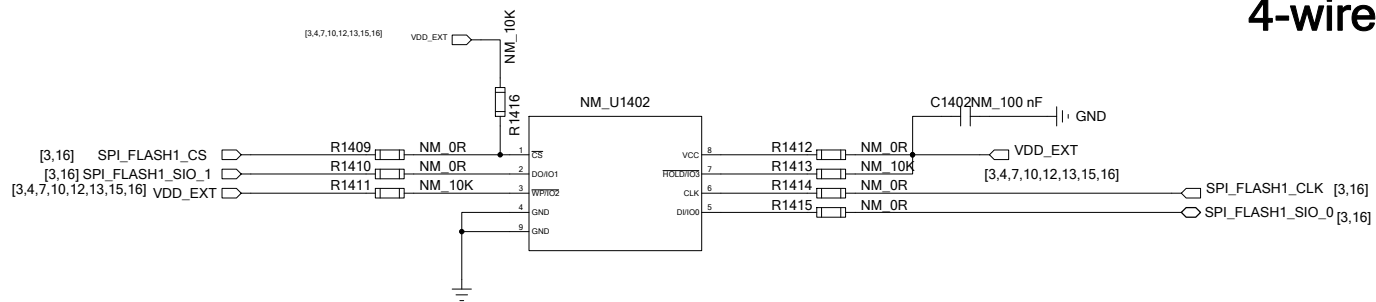 4-wire
[3,4,7,10,12,13,15,16] VDD_EXT
NM_10K
R1416
NM_U1402
C1402 NM_100 nF
GND
[3,16] SPI_FLASH1_CS R1409 NM_0R 1 CS
[3,16] SPI_FLASH1_SIO_1 R1410 NM_0R 2 DO/IO1
[3,4,7,10,12,13,15,16] VDD_EXT R1411 NM_10K 3 WP/IO2
4 GND
9 GND
VCC 8 R1412 NM_0R VDD_EXT
HOLD/IO3 7 R1413 NM_10K [3,4,7,10,12,13,15,16]
CLK 6 R1414 NM_0R SPI_FLASH1_CLK [3,16]
DI/IO0 5 R1415 NM_0R SPI_FLASH1_SIO_0 [3,16]